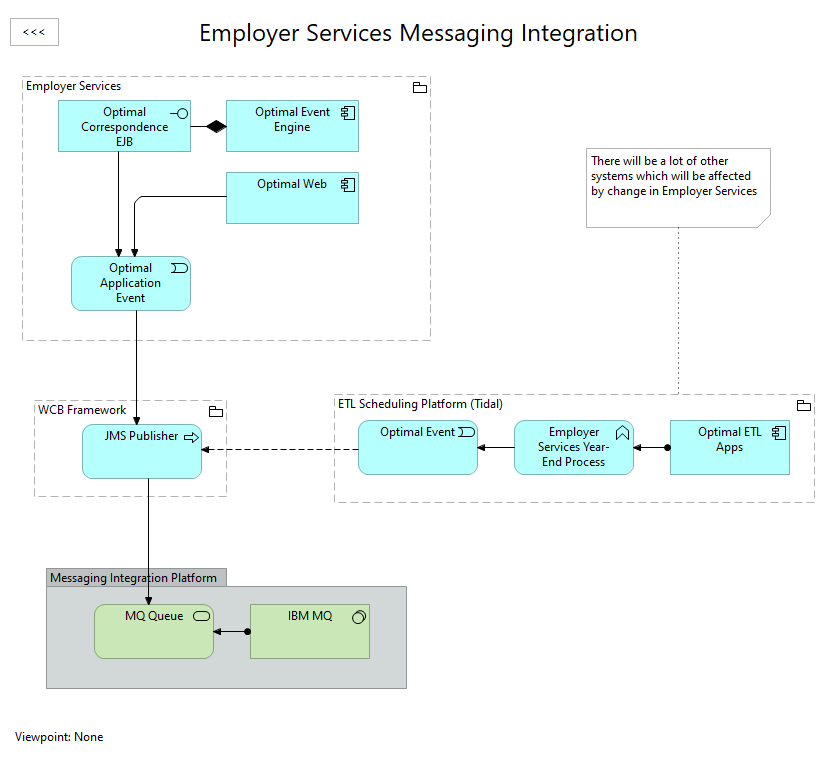 <<<
Employer Services Messaging Integration
Employer Services
Optimal
Correspondence
EJB
Optimal Event
Engine
Optimal Web
Optimal
Application
Event
There will be a lot of other
systems which will be affected
by change in Employer Services
WCB Framework
JMS Publisher
ETL Scheduling Platform (Tidal)
Optimal Event
Employer
Services Year-
End Process
Optimal ETL
Apps
Messaging Integration Platform
MQ Queue
IBM MQ
Viewpoint: None